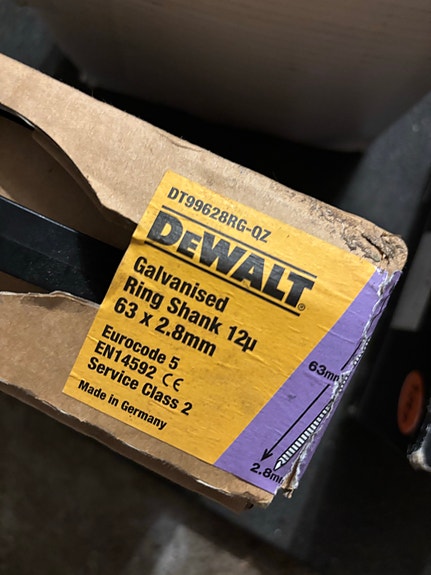 DT99628RG-QZ
DEWALT®
Galvanised
Ring Shank 12µ
63 x 2.8mm
Eurocode 5
EN14592 CE
Service Class 2
Made in Germany
63mm
2.8mm